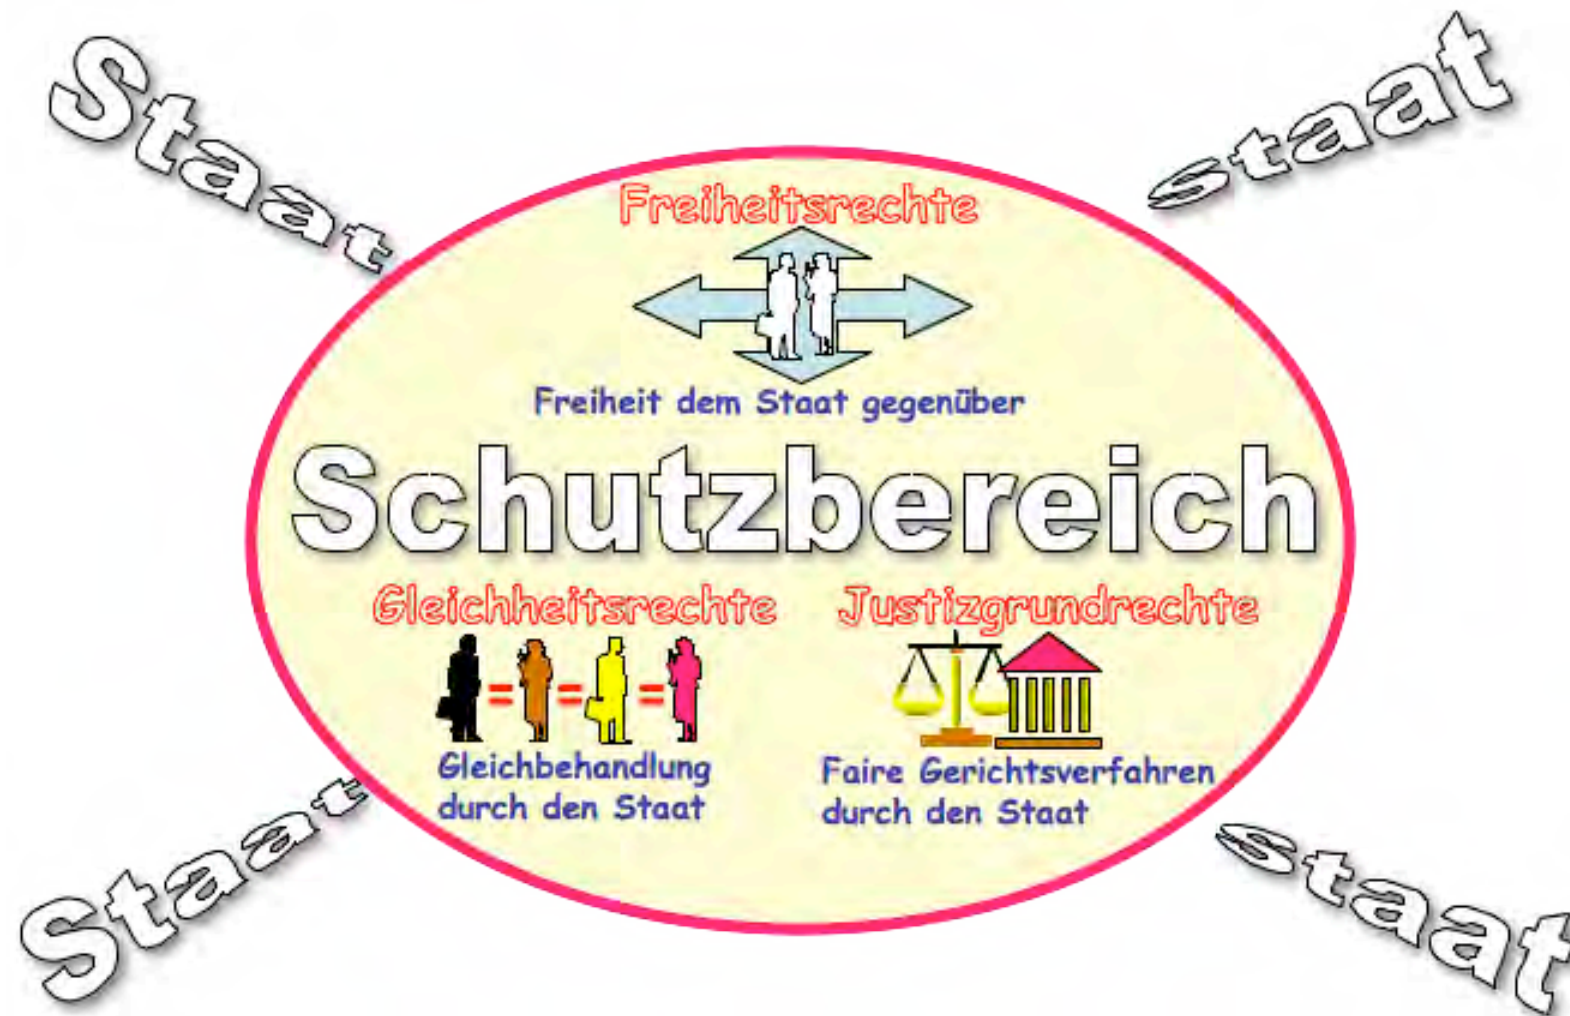 Staat
staat
Freiheitsrechte
Freiheit dem Staat gegenüber
Schutzbereich
Gleichheitsrechte
= = =
Gleichbehandlung
durch den Staat
Justizgrundrechte
Faire Gerichtsverfahren
durch den Staat
Staat
staat